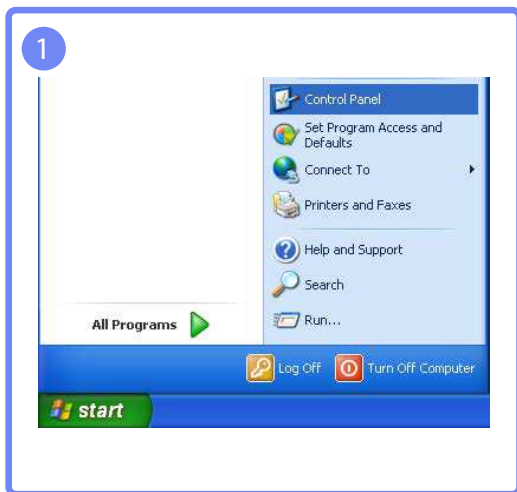 1
Control Panel
Set Program Access and
Defaults
Connect To
Printers and Faxes
Help and Support
Search
Run...
All Programs
Log Off
Turn Off Computer
start